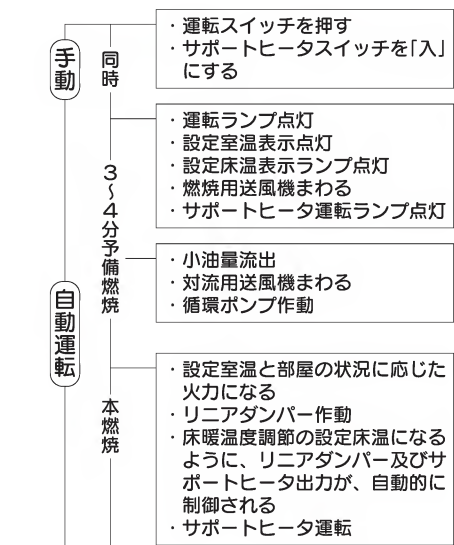 手動
同時
・運転スイッチを押す
・サポートヒータスイッチを「入」
にする
・運転ランプ点灯
・設定室温表示点灯
・設定床温表示ランプ点灯
・燃焼用送風機まわる
・サポートヒータ運転ランプ点灯
3～4分予備燃焼
・小油量流出
・対流用送風機まわる
・循環ポンプ作動
自動運転
本燃焼
・設定室温と部屋の状況に応じた
火力になる
・リニアダンパー作動
・床暖温度調節の設定床温になる
ように、リニアダンパー及びサ
ポートヒータ出力が、自動的に
制御される
・サポートヒータ運転